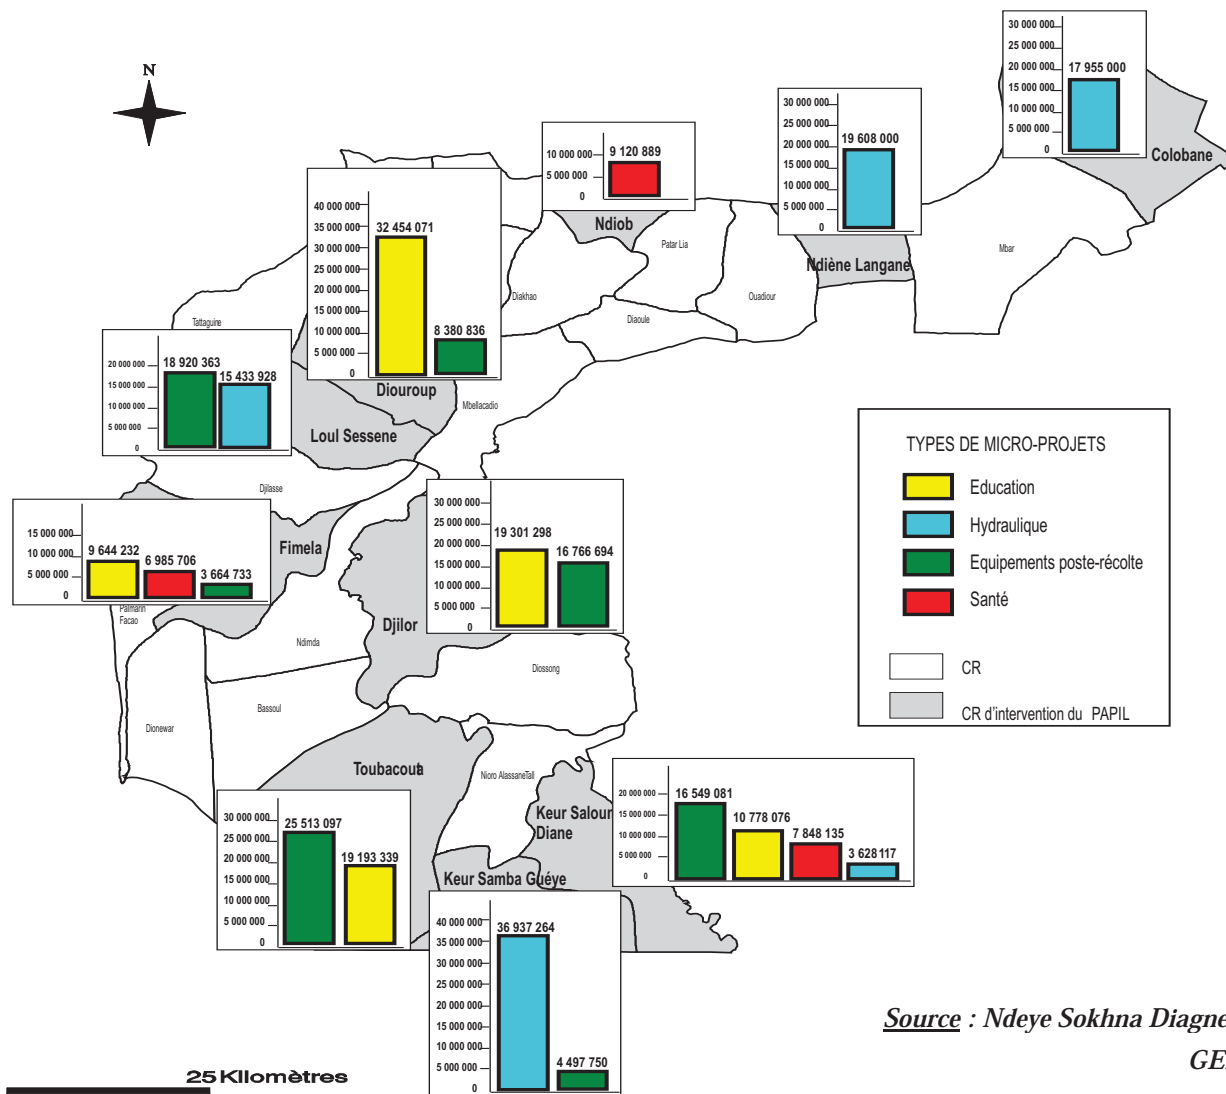 N
30 000 000
25 000 000
20 000 000
15 000 000
10 000 000
5 000 000
0
17 955 000
Colobane
30 000 000
25 000 000
20 000 000
15 000 000
10 000 000
5 000 000
0
19 608 000
Ndiène Langane
10 000 000
5 000 000
0
9 120 889
Ndiob
Patar Lia
Mbar
Ouadiour
Diakhao
Diaoule
40 000 000
35 000 000
30 000 000
25 000 000
20 000 000
15 000 000
10 000 000
5 000 000
0
32 454 071
8 380 836
Diouroup
Tattaguine
20 000 000
15 000 000
10 000 000
5 000 000
0
18 920 363
15 433 928
Loul Sessene
Mbellacadio
Djilasse
15 000 000
10 000 000
5 000 000
0
9 644 232
6 985 706
3 664 733
Fimela
Palmarin
Facao
30 000 000
25 000 000
20 000 000
15 000 000
10 000 000
5 000 000
0
19 301 298
16 766 694
Djilor
Ndimda
Diossong
Bassoul
Dionewar
TYPES DE MICRO-PROJETS
Education
Hydraulique
Equipements poste-récolte
Santé
CR
CR d'intervention du PAPIL
Toubacouta
Nioro AlassaneTall
30 000 000
25 000 000
20 000 000
15 000 000
10 000 000
5 000 000
0
25 513 097
19 193 339
Keur Saloum
Diane
20 000 000
15 000 000
10 000 000
5 000 000
0
16 549 081
10 778 076
7 848 135
3 628 117
Keur Samba Guéye
40 000 000
35 000 000
30 000 000
25 000 000
20 000 000
15 000 000
10 000 000
5 000 000
0
36 937 264
4 497 750
Source : Ndeye Sokhna Diagne
25 Kilomètres